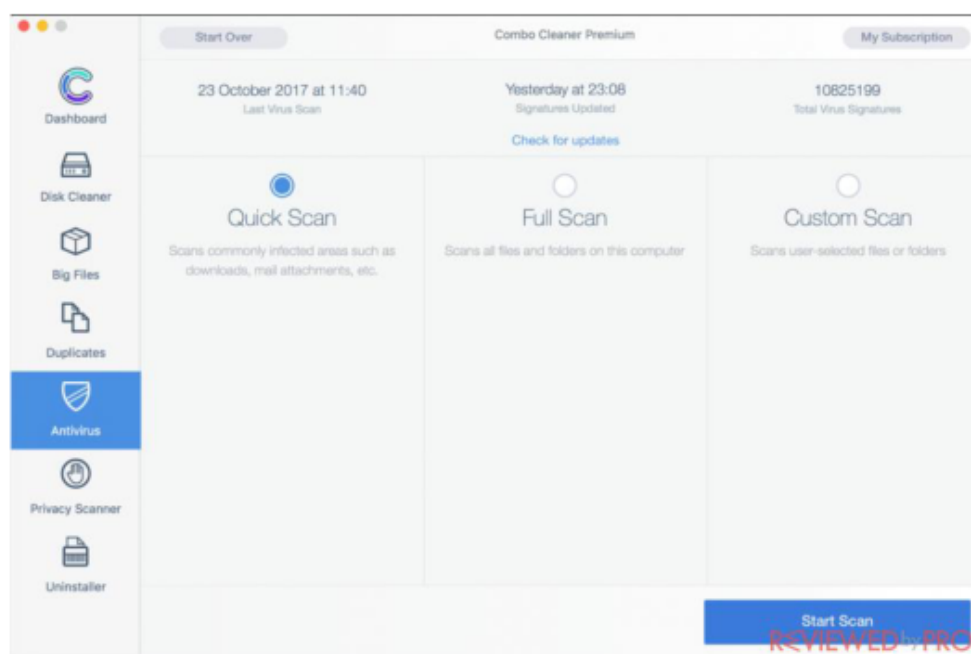 Start Over
Combo Cleaner Premium
My Subscription
23 October 2017 at 11:40
Last Virus Scan
Yesterday at 23:08
Signatures Updated
Check for updates
10825199
Total Virus Signatures
Dashboard
Disk Cleaner
Big Files
Duplicates
Antivirus
Privacy Scanner
Uninstaller
Quick Scan
Scans commonly infected areas such as
downloads, mail attachments, etc.
Full Scan
Scans all files and folders on this computer
Custom Scan
Scans user-selected files or folders
Start Scan
REVIEWEDbyPRO